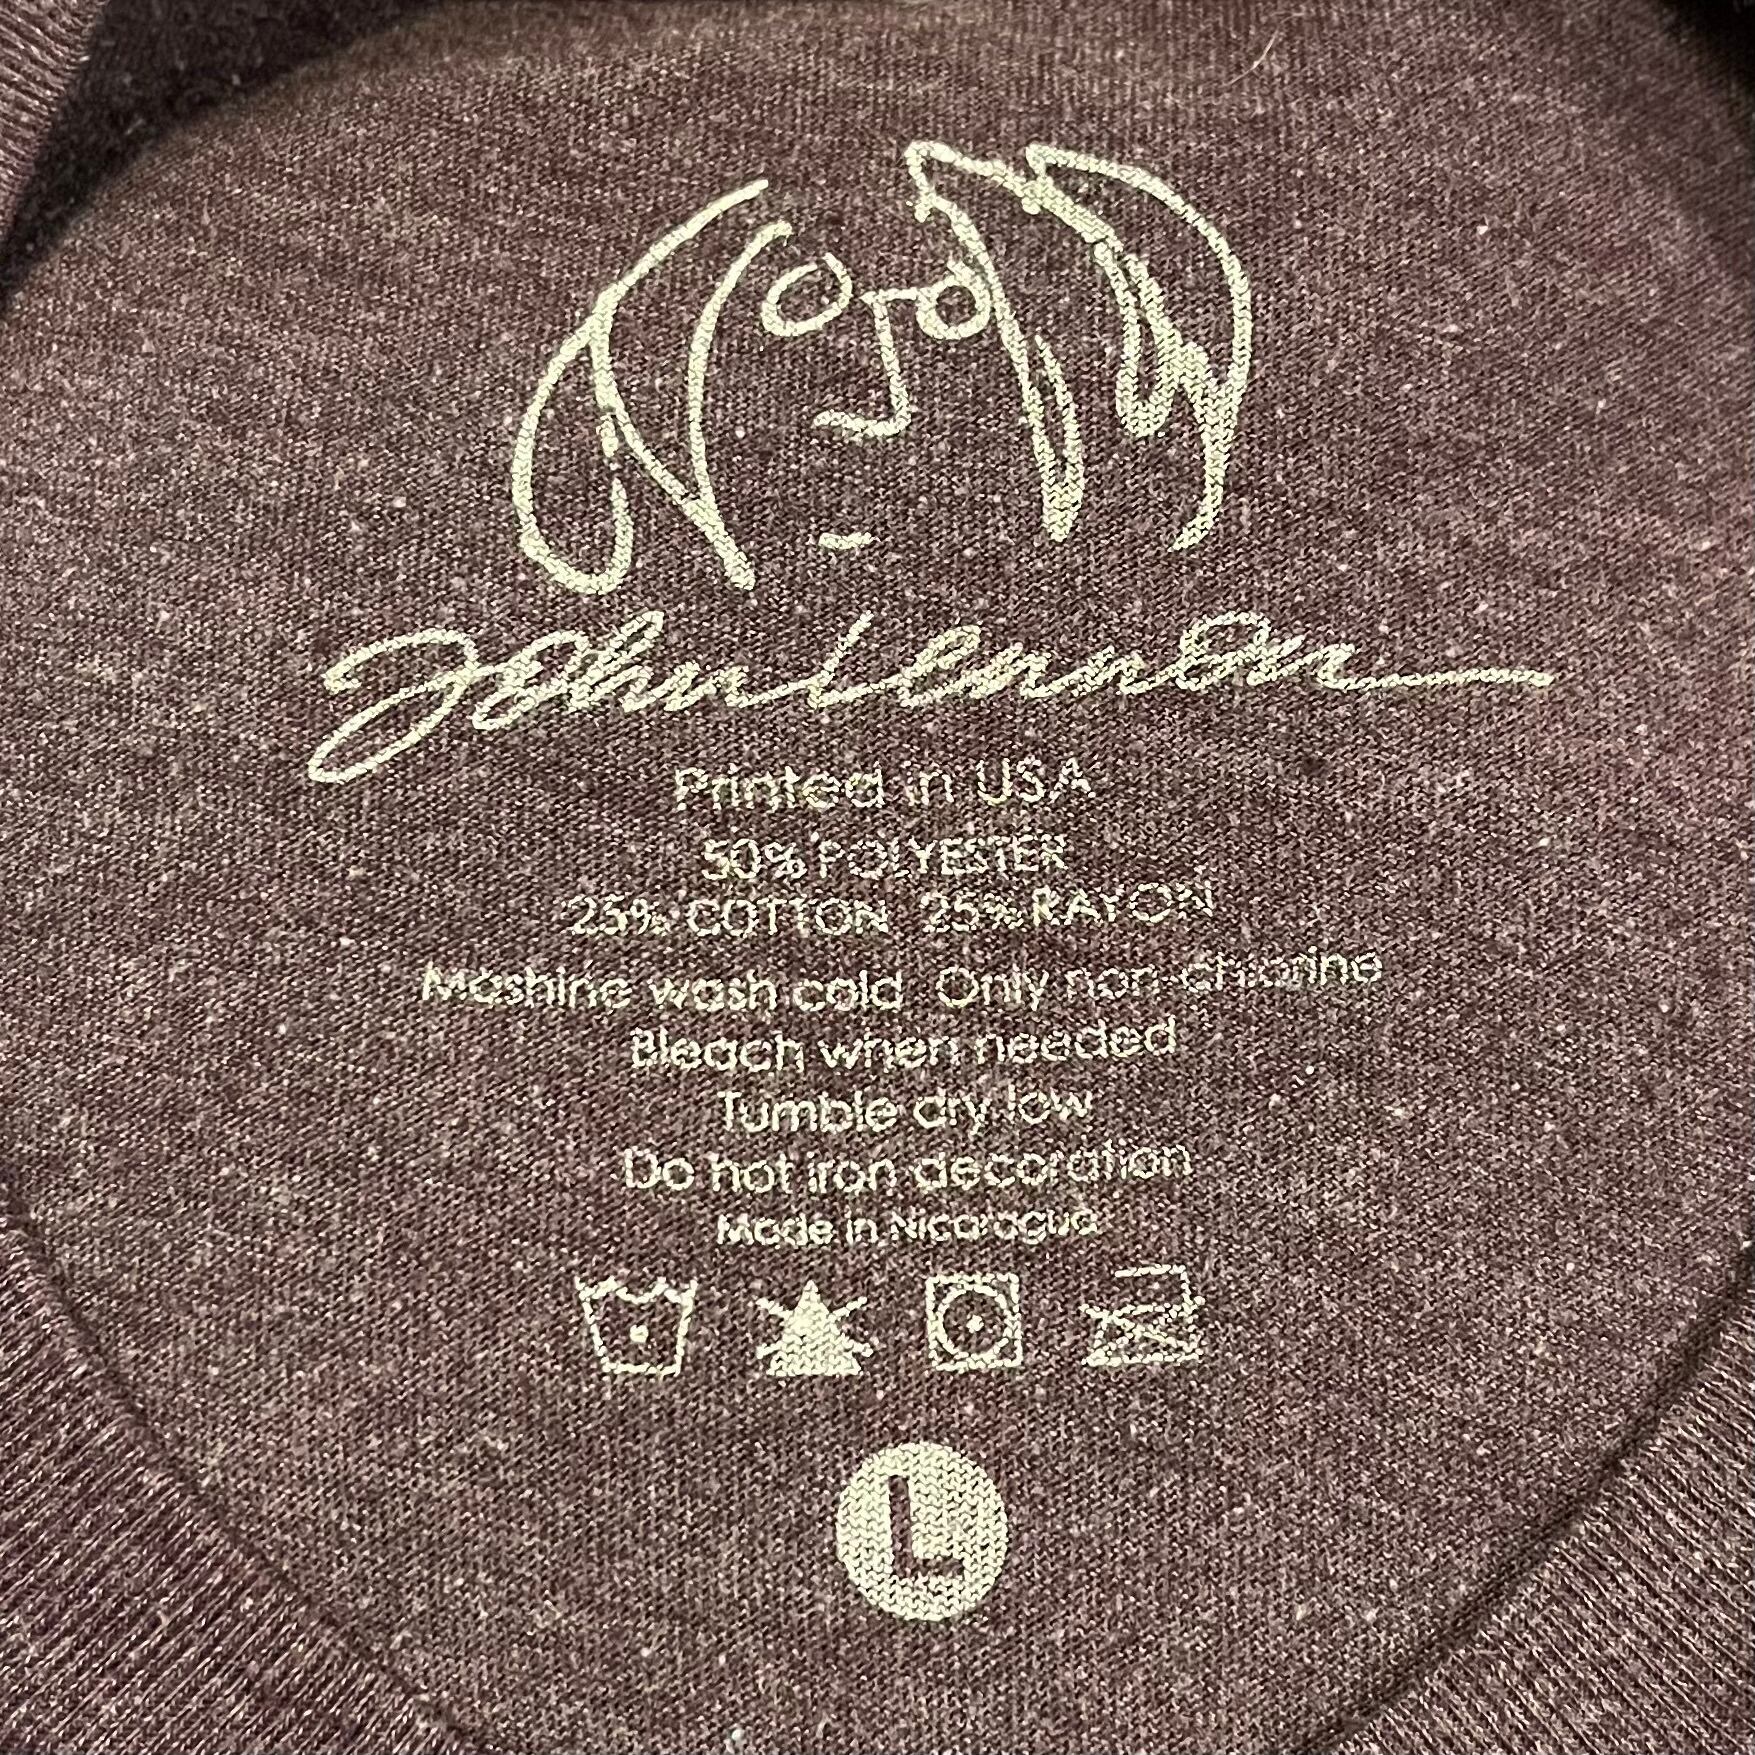 John Lennon
Printed in USA
50% POLYESTER
25% COTTON 25% RAYON
Mashine wash cold Only non-chlorine
Bleach when needed
Tumble dry low
Do not iron decoration
Made in Nicaragua
L